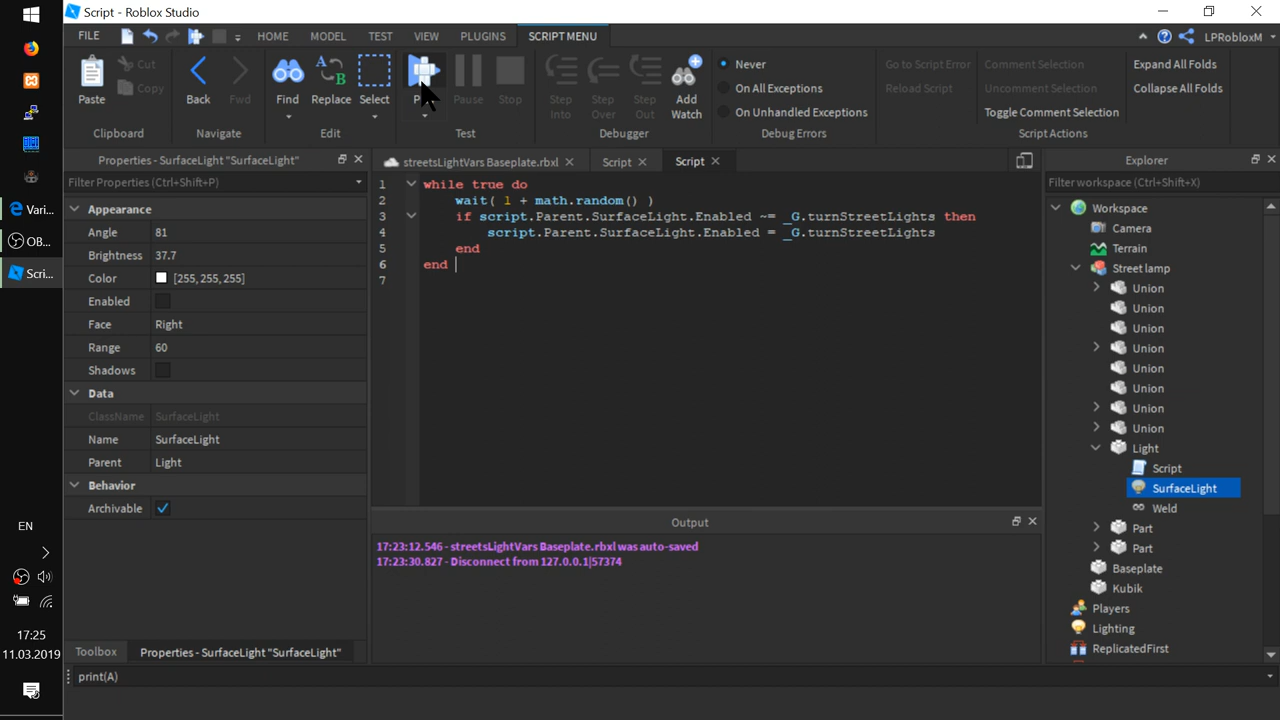 Script - Roblox Studio
FILE
HOME
MODEL
TEST
VIEW
PLUGINS
SCRIPT MENU
LPRobloxM
Paste
Cut
Copy
Clipboard
Back
Fwd
Navigate
Find
Replace
Select
Edit
Pause
Stop
Test
Step Into
Step Over
Step Out
Add Watch
Debugger
Never
On All Exceptions
On Unhandled Exceptions
Debug Errors
Go to Script Error
Reload Script
Comment Selection
Uncomment Selection
Toggle Comment Selection
Expand All Folds
Collapse All Folds
Script Actions
Properties - SurfaceLight "SurfaceLight"
Filter Properties (Ctrl+Shift+P)
Appearance
Angle 81
Brightness 37.7
Color [255, 255, 255]
Enabled
Face Right
Range 60
Shadows
Data
ClassName SurfaceLight
Name SurfaceLight
Parent Light
Behavior
Archivable
Toolbox
Properties - SurfaceLight "SurfaceLight"
streetsLightVars Baseplate.rbxl
Script
Script
1 while true do
2 wait( 1 + math.random() )
3 if script.Parent.SurfaceLight.Enabled ~= _G.turnStreetLights then
4 script.Parent.SurfaceLight.Enabled = _G.turnStreetLights
5 end
6 end
7
Output
17:23:12.546 - streetsLightVars Baseplate.rbxl was auto-saved
17:23:30.827 - Disconnect from 127.0.0.1|57374
Explorer
Filter workspace (Ctrl+Shift+X)
Workspace
Camera
Terrain
Street lamp
Union
Union
Union
Union
Union
Union
Union
Union
Light
Script
SurfaceLight
Weld
Part
Part
Baseplate
Kubik
Players
Lighting
ReplicatedFirst
print(A)
Vari...
OB...
Scri...
EN
17:25
11.03.2019